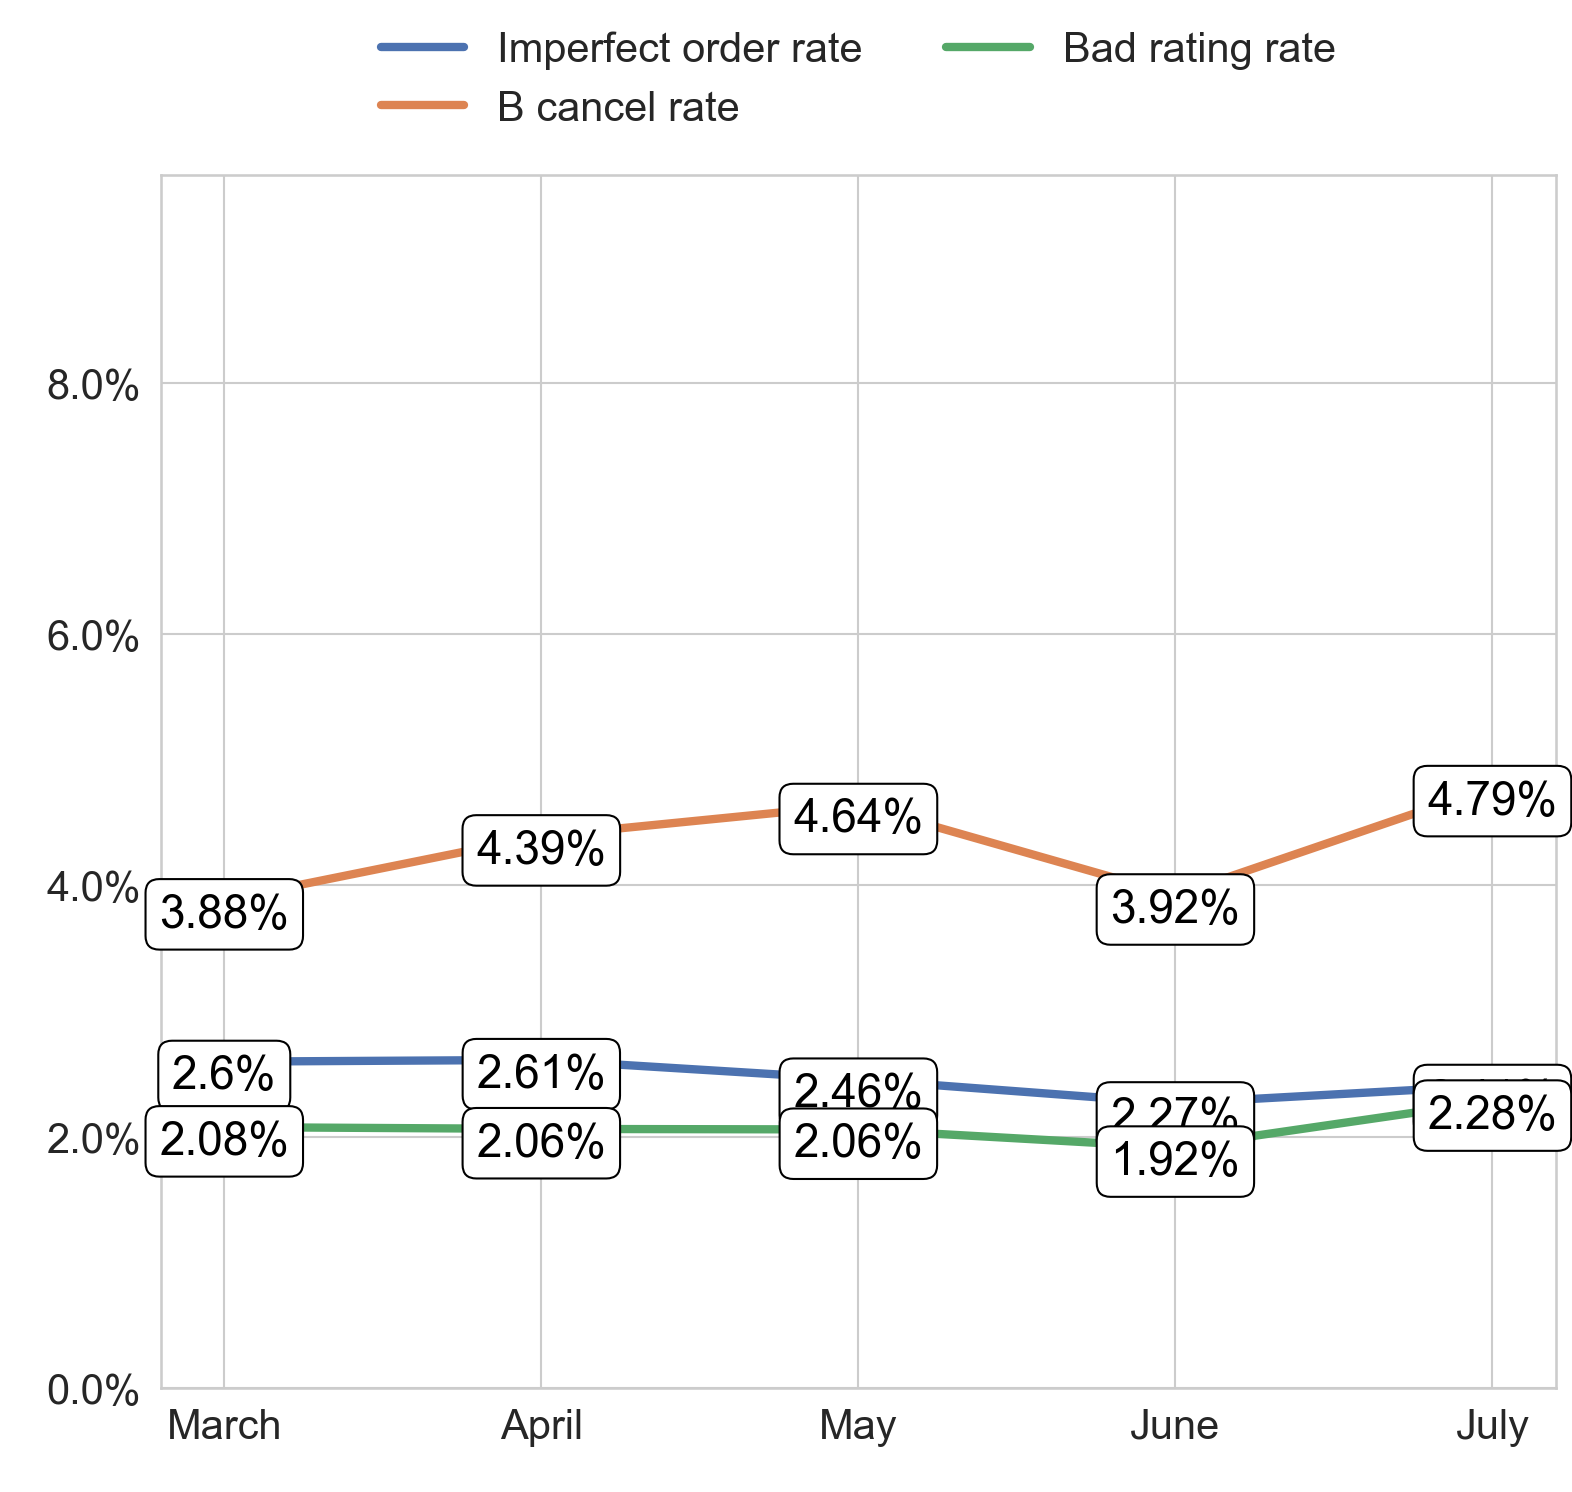 Imperfect order rate
Bad rating rate
B cancel rate
8.0%
6.0%
4.79%
4.64%
4.39%
4.0%
3.88%
3.92%
2.6%
2.61%
2.46%
2.27%
2.28%
2.0%
2.08%
2.06%
2.06%
1.92%
0.0%
March
April
May
June
July